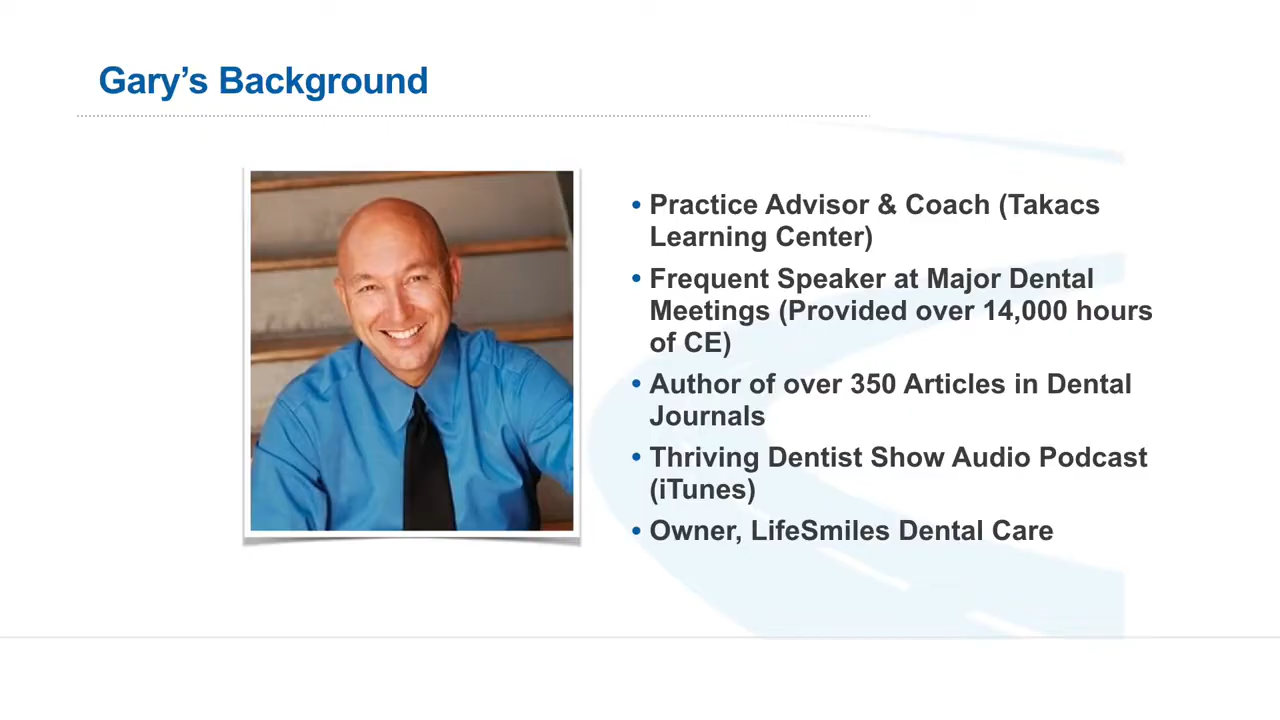 Gary’s Background
• Practice Advisor & Coach (Takacs
Learning Center)
• Frequent Speaker at Major Dental
Meetings (Provided over 14,000 hours
of CE)
• Author of over 350 Articles in Dental
Journals
• Thriving Dentist Show Audio Podcast
(iTunes)
• Owner, LifeSmiles Dental Care